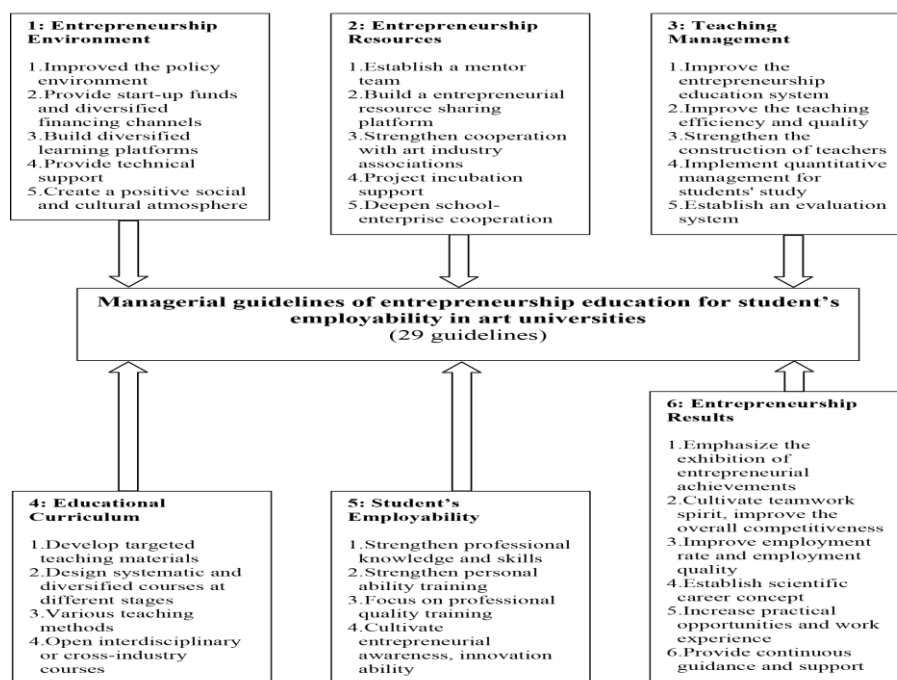 1: Entrepreneurship
Environment
1.Improved the policy
environment
2.Provide start-up funds
and diversified
financing channels
3.Build diversified
learning platforms
4.Provide technical
support
5.Create a positive social
and cultural atmosphere
2: Entrepreneurship
Resources
1.Establish a mentor
team
2.Build a entrepreneurial
resource sharing
platform
3.Strengthen cooperation
with art industry
associations
4.Project incubation
support
5.Deepen school-
enterprise cooperation
3: Teaching
Management
1.Improve the
entrepreneurship
education system
2.Improve the teaching
efficiency and quality
3.Strengthen the
construction of teachers
4.Implement quantitative
management for
students' study
5.Establish an evaluation
system
Managerial guidelines of entrepreneurship education for student's
employability in art universities
(29 guidelines)
4: Educational
Curriculum
1.Develop targeted
teaching materials
2.Design systematic and
diversified courses at
different stages
3.Various teaching
methods
4.Open interdisciplinary
or cross-industry
courses
5: Student's
Employability
1.Strengthen professional
knowledge and skills
2.Strengthen personal
ability training
3.Focus on professional
quality training
4.Cultivate
entrepreneurial
awareness, innovation
ability
6: Entrepreneurship
Results
1.Emphasize the
exhibition of
entrepreneurial
achievements
2.Cultivate teamwork
spirit, improve the
overall competitiveness
3.Improve employment
rate and employment
quality
4.Establish scientific
career concept
5.Increase practical
opportunities and work
experience
6.Provide continuous
guidance and support